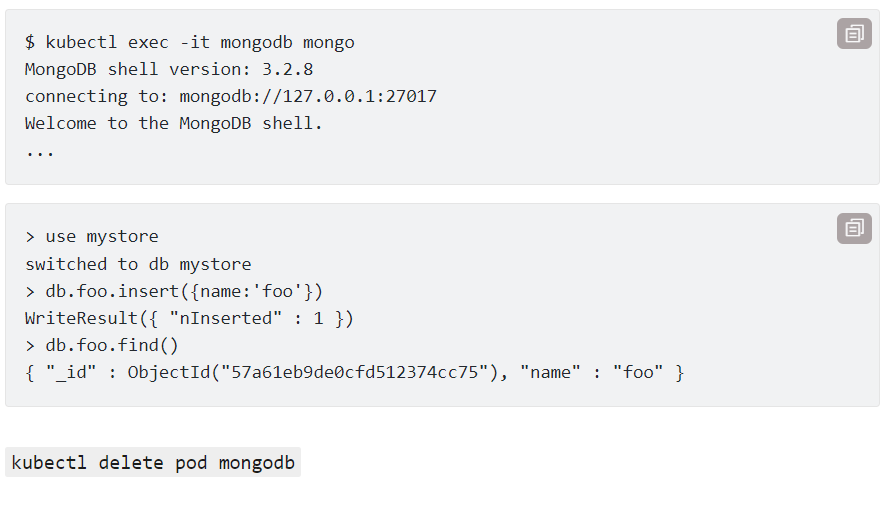 $ kubectl exec -it mongodb mongo
MongoDB shell version: 3.2.8
connecting to: mongodb://127.0.0.1:27017
Welcome to the MongoDB shell.
...
> use mystore
switched to db mystore
> db.foo.insert({name:'foo'})
WriteResult({ "nInserted" : 1 })
> db.foo.find()
{ "_id" : ObjectId("57a61eb9de0cfd512374cc75"), "name" : "foo" }
kubectl delete pod mongodb